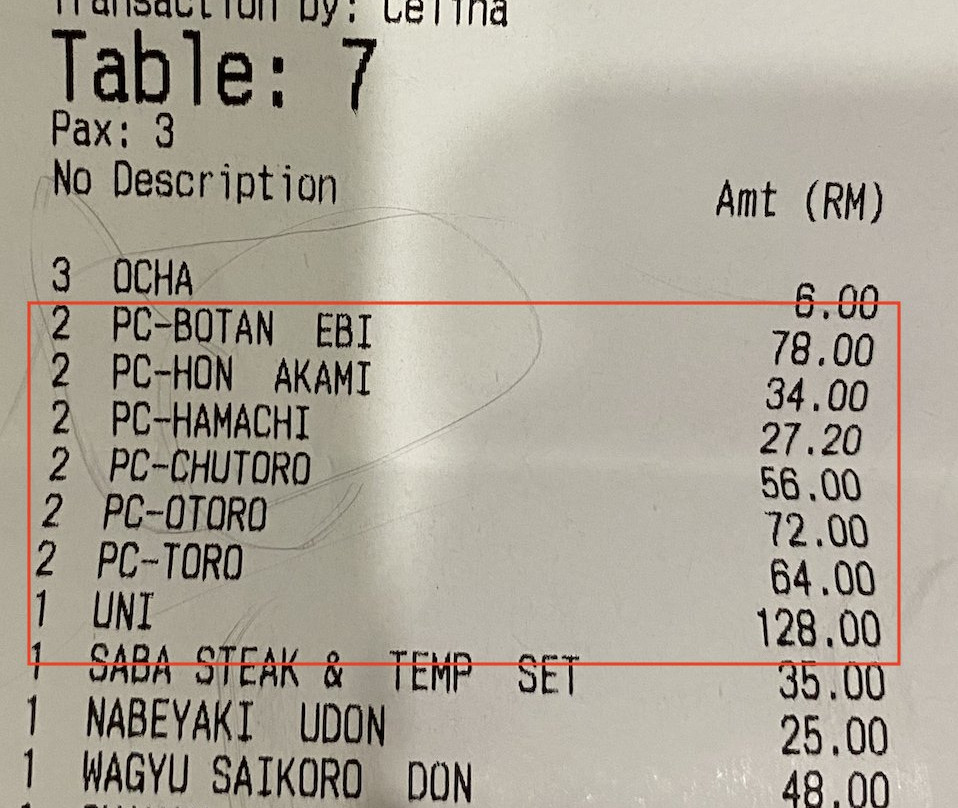 Transaction by: Celina
Table: 7
Pax: 3
No Description Amt (RM)
3 OCHA 6.00
2 PC-BOTAN EBI 78.00
2 PC-HON AKAMI 34.00
2 PC-HAMACHI 27.20
2 PC-CHUTORO 56.00
2 PC-OTORO 72.00
2 PC-TORO 64.00
1 UNI 128.00
1 SABA STEAK & TEMP SET 35.00
1 NABEYAKI UDON 25.00
1 WAGYU SAIKORO DON 48.00